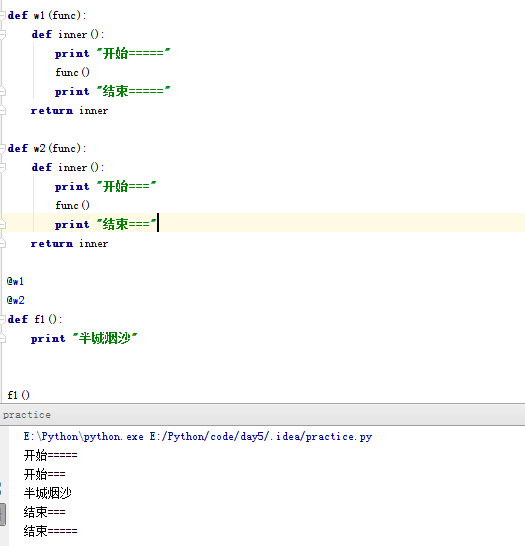 def w1(func):
    def inner():
        print "开始====="
        func()
        print "结束====="
    return inner
def w2(func):
    def inner():
        print "开始==="
        func()
        print "结束==="
    return inner
@w1
@w2
def f1():
    print "半城烟沙"
f1()
practice
E:\Python\python.exe E:/Python/code/day5/.idea/practice.py
开始=====
开始===
半城烟沙
结束===
结束=====